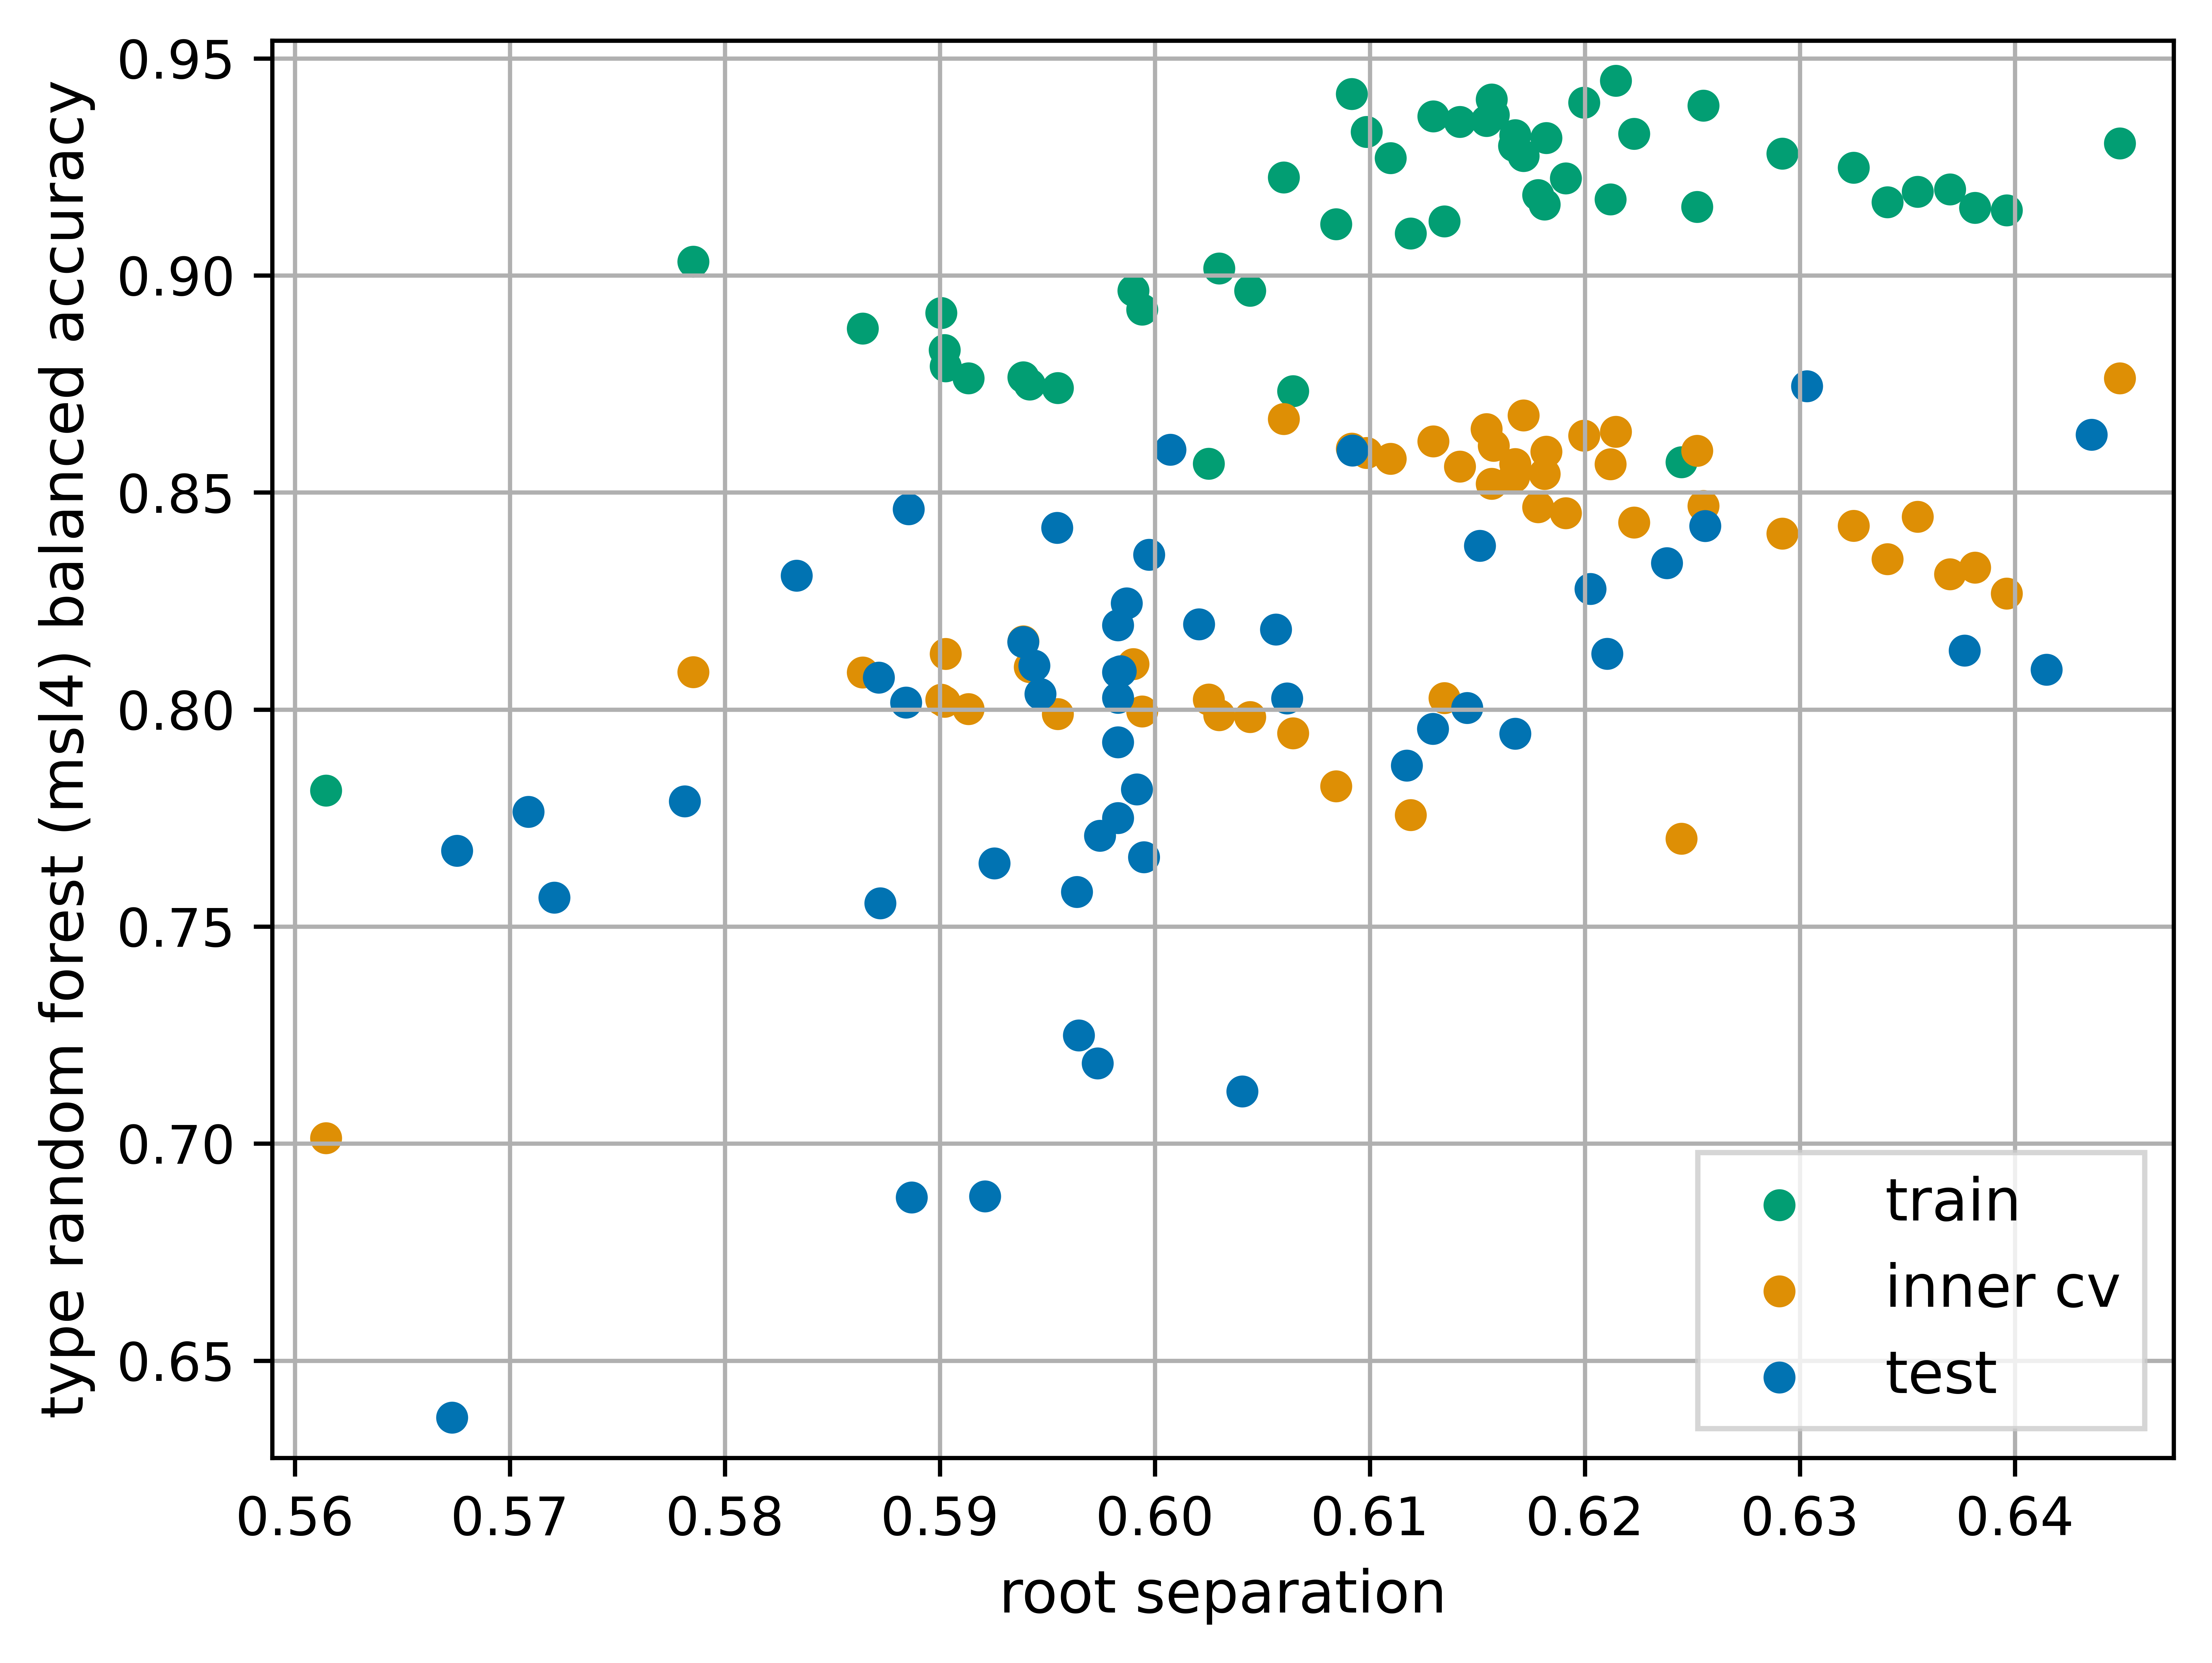 type random forest (msl4) balanced accuracy
0.95
0.90
0.85
0.80
0.75
0.70
0.65
train
inner cv
test
0.56 0.57 0.58 0.59 0.60 0.61 0.62 0.63 0.64
root separation